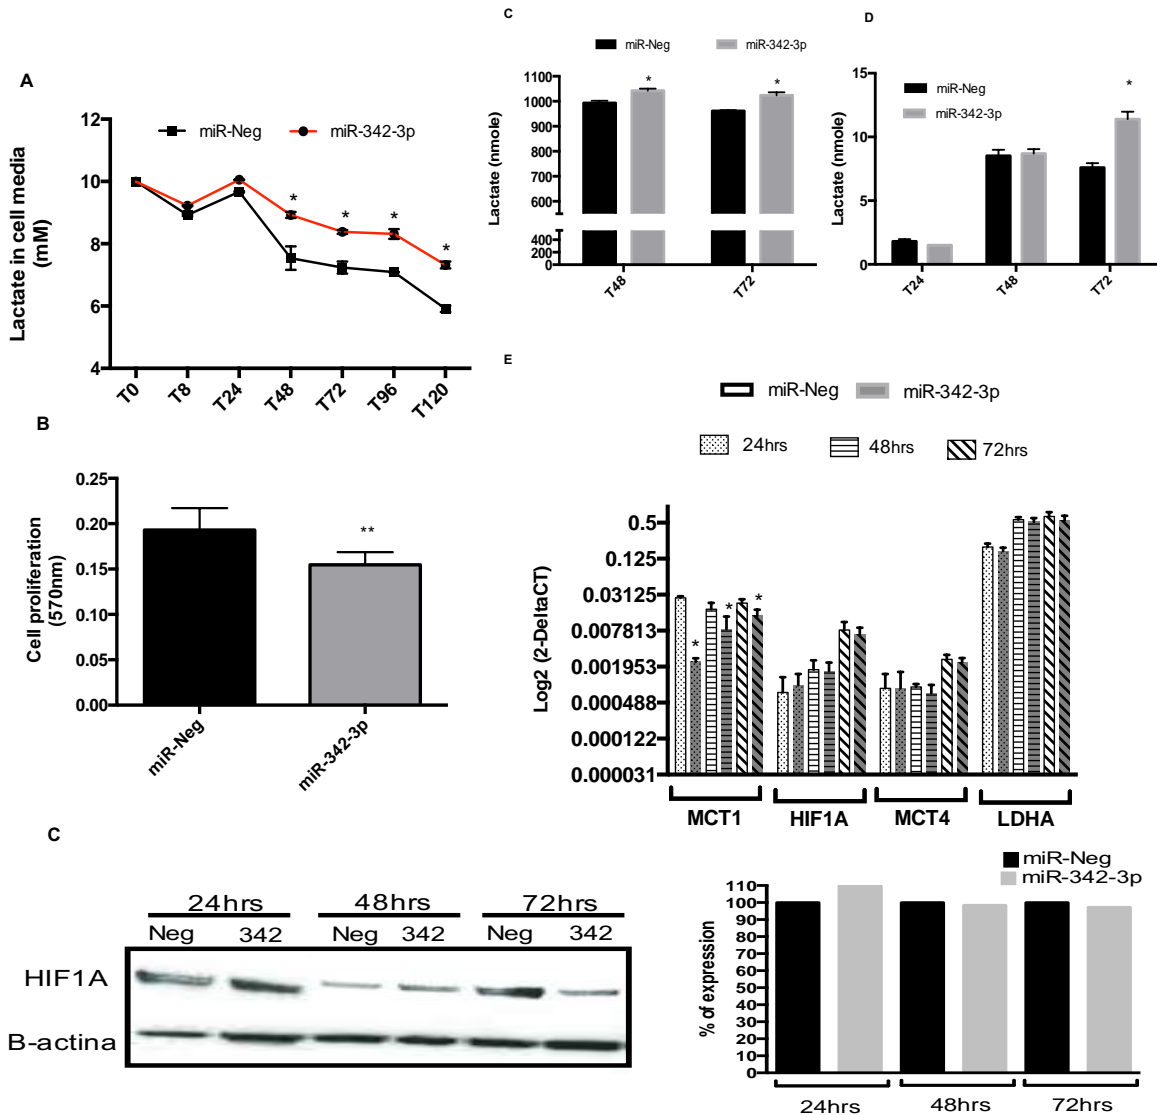 A
Lactate in cell media
(mM)
miR-Neg
miR-342-3p
12
10
8
6
4
T0
T8
T24
T48
T72
T96
T120
*
*
*
*
C
miR-Neg
miR-342-3p
Lactate (nmole)
1100
1000
900
800
700
600
400
200
0
*
*
T48
T72
D
miR-Neg
miR-342-3p
Lactate (nmole)
15
10
5
0
*
T24
T48
T72
B
Cell proliferation
(570nm)
0.25
0.20
0.15
0.10
0.05
0.00
**
miR-Neg
miR-342-3p
E
miR-Neg
miR-342-3p
24hrs
48hrs
72hrs
Log2 (2-DeltaCT)
0.5
0.125
0.03125
0.007813
0.001953
0.000488
0.000122
0.000031
*
*
*
MCT1
HIF1A
MCT4
LDHA
C
24hrs
48hrs
72hrs
Neg
342
Neg
342
Neg
342
HIF1A
B-actina
miR-Neg
miR-342-3p
% of expression
110
100
90
80
70
60
50
40
30
20
10
0
24hrs
48hrs
72hrs